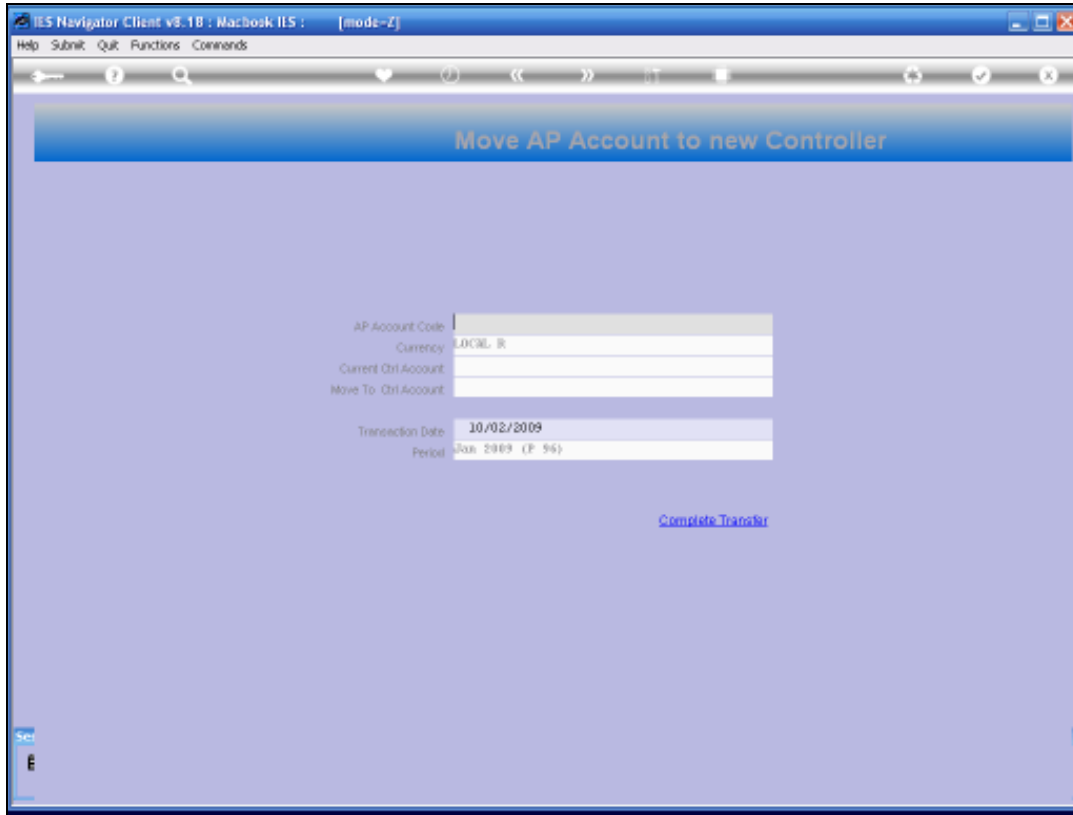 IES Navigator Client v8.18 : Macbook IES : [mode-Z]
Help Submit Quit Functions Commands
Move AP Account to new Controller
AP Account Code
Currency LOCAL R
Current Ctrl Account
Move To Ctrl Account
Transection Date 10/02/2009
Period Jan 2009 (P 96)
Complete Transfer